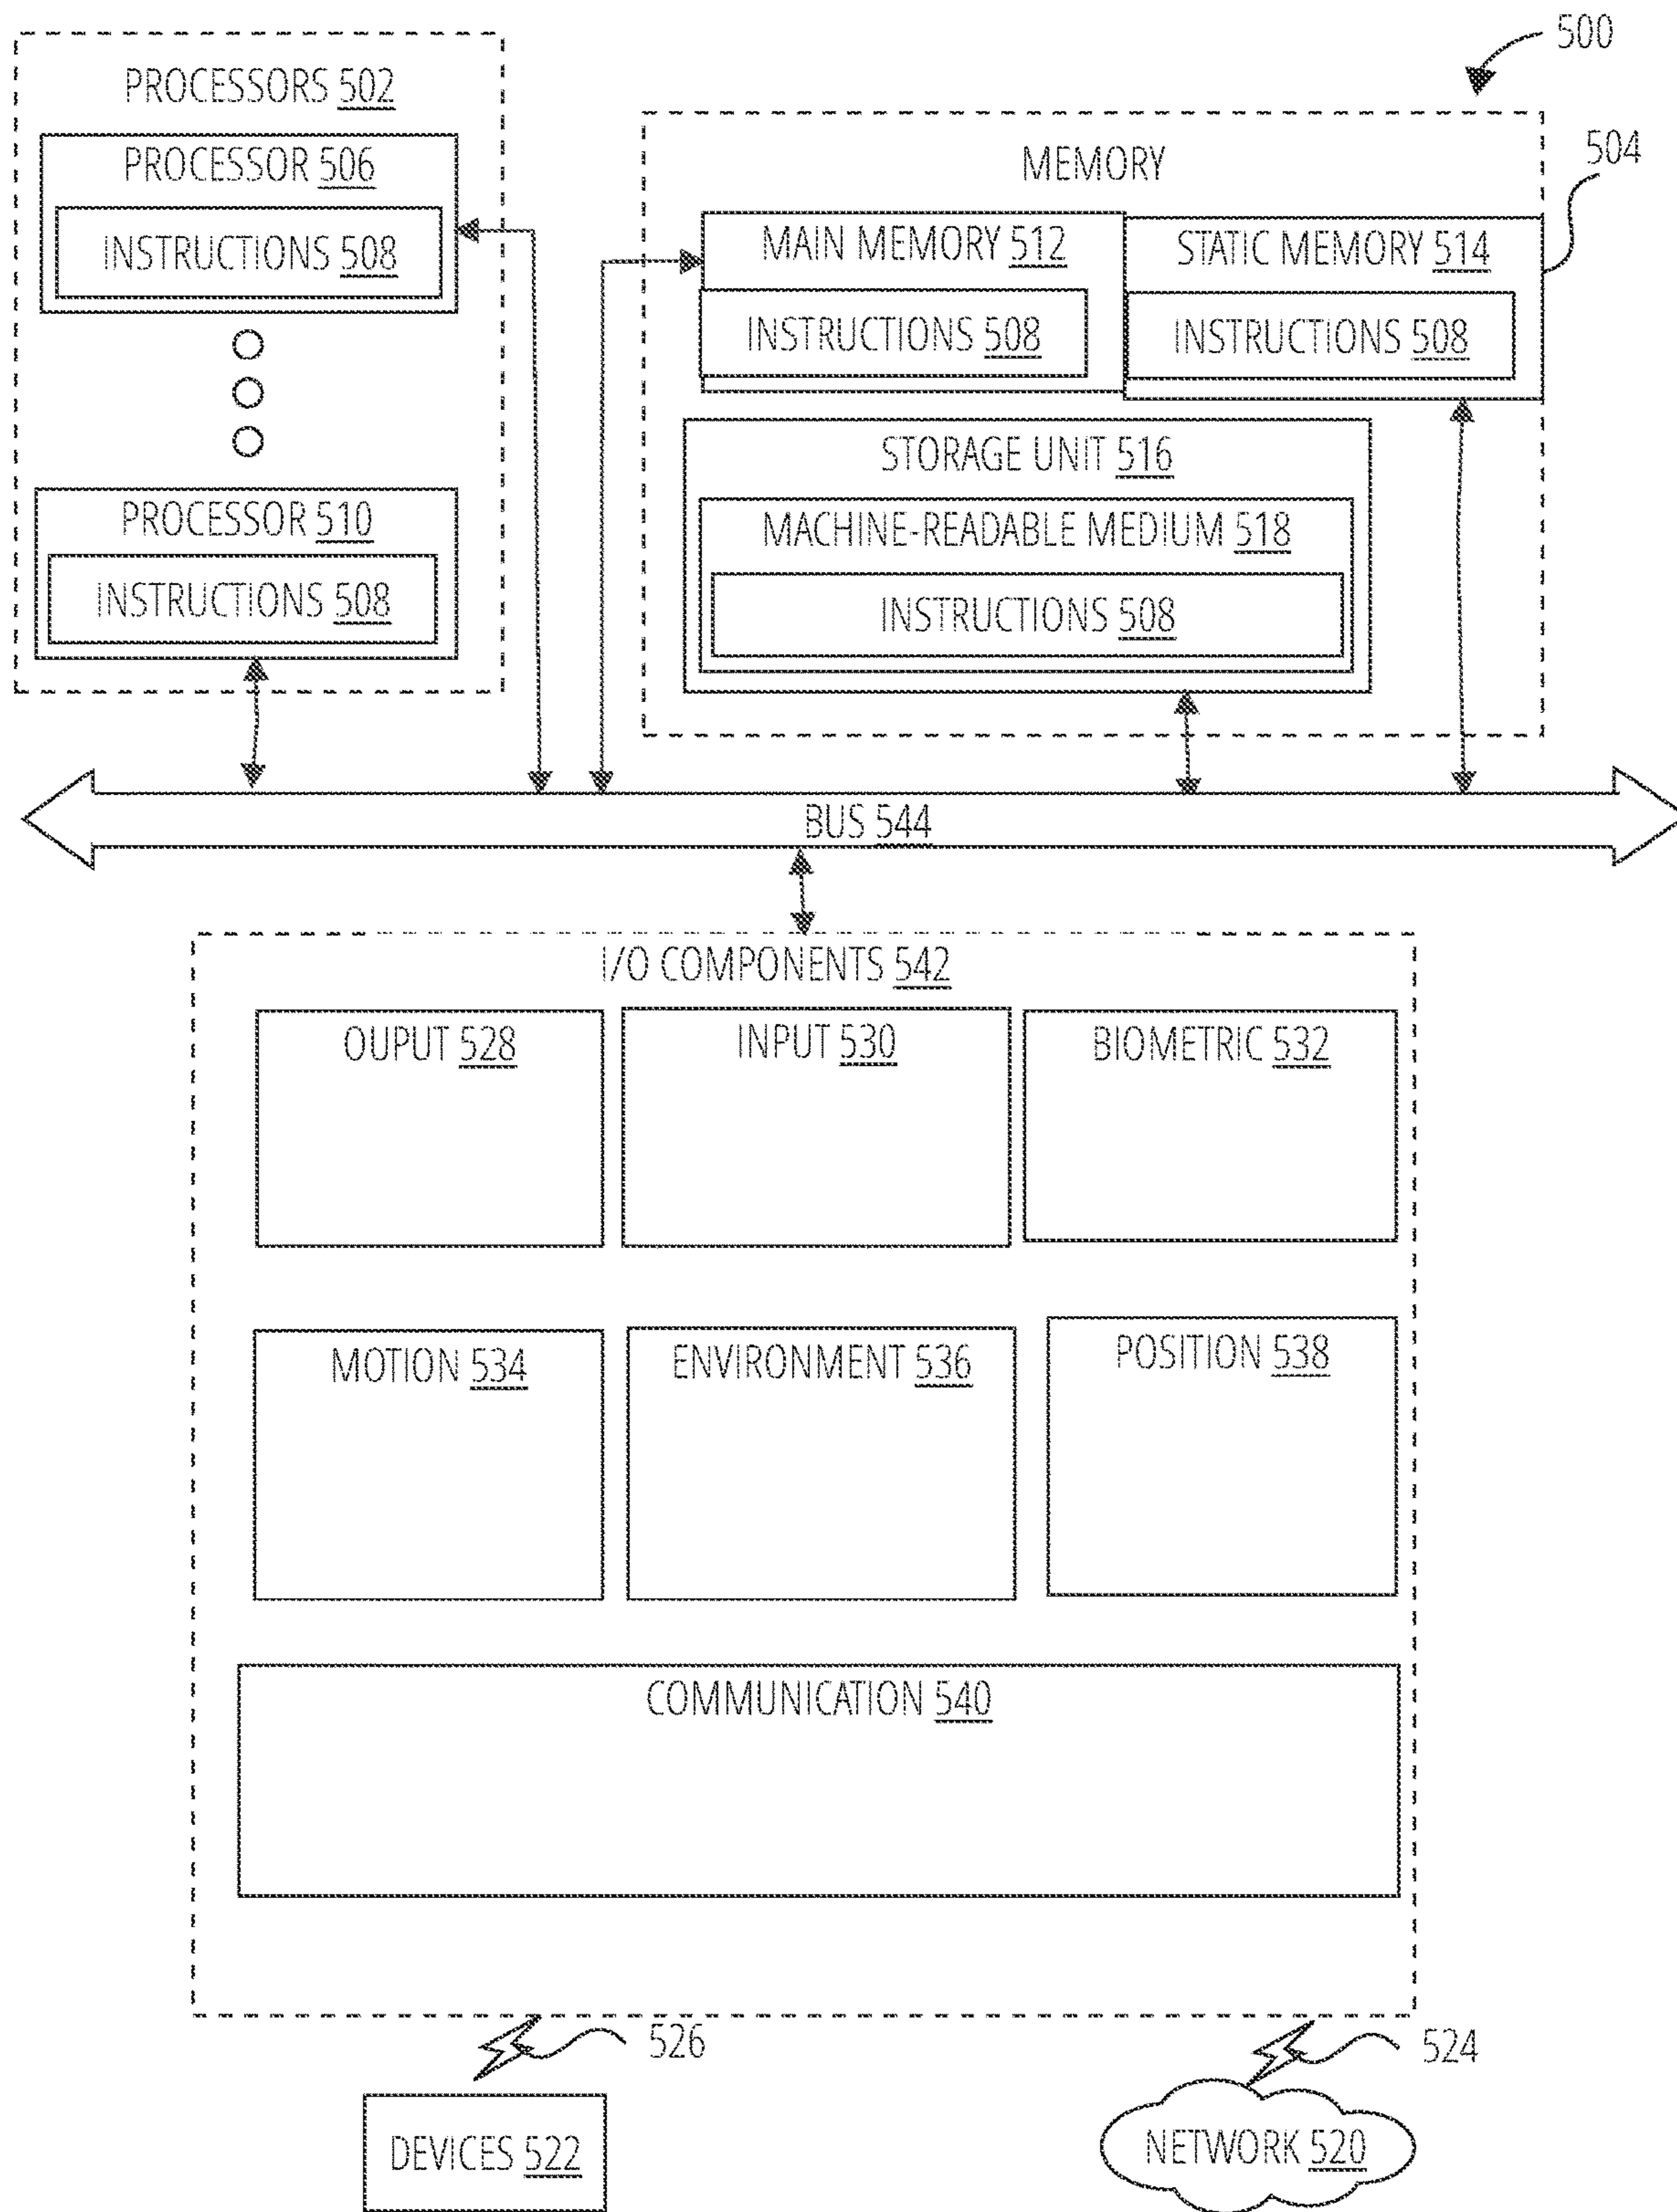 500
PROCESSORS 502
PROCESSOR 506
INSTRUCTIONS 508
PROCESSOR 510
INSTRUCTIONS 508
504
MEMORY
MAIN MEMORY 512
INSTRUCTIONS 508
STATIC MEMORY 514
INSTRUCTIONS 508
STORAGE UNIT 516
MACHINE-READABLE MEDIUM 518
INSTRUCTIONS 508
BUS 544
I/O COMPONENTS 542
OUPUT 528
INPUT 530
BIOMETRIC 532
MOTION 534
ENVIRONMENT 536
POSITION 538
COMMUNICATION 540
526
524
DEVICES 522
NETWORK 520